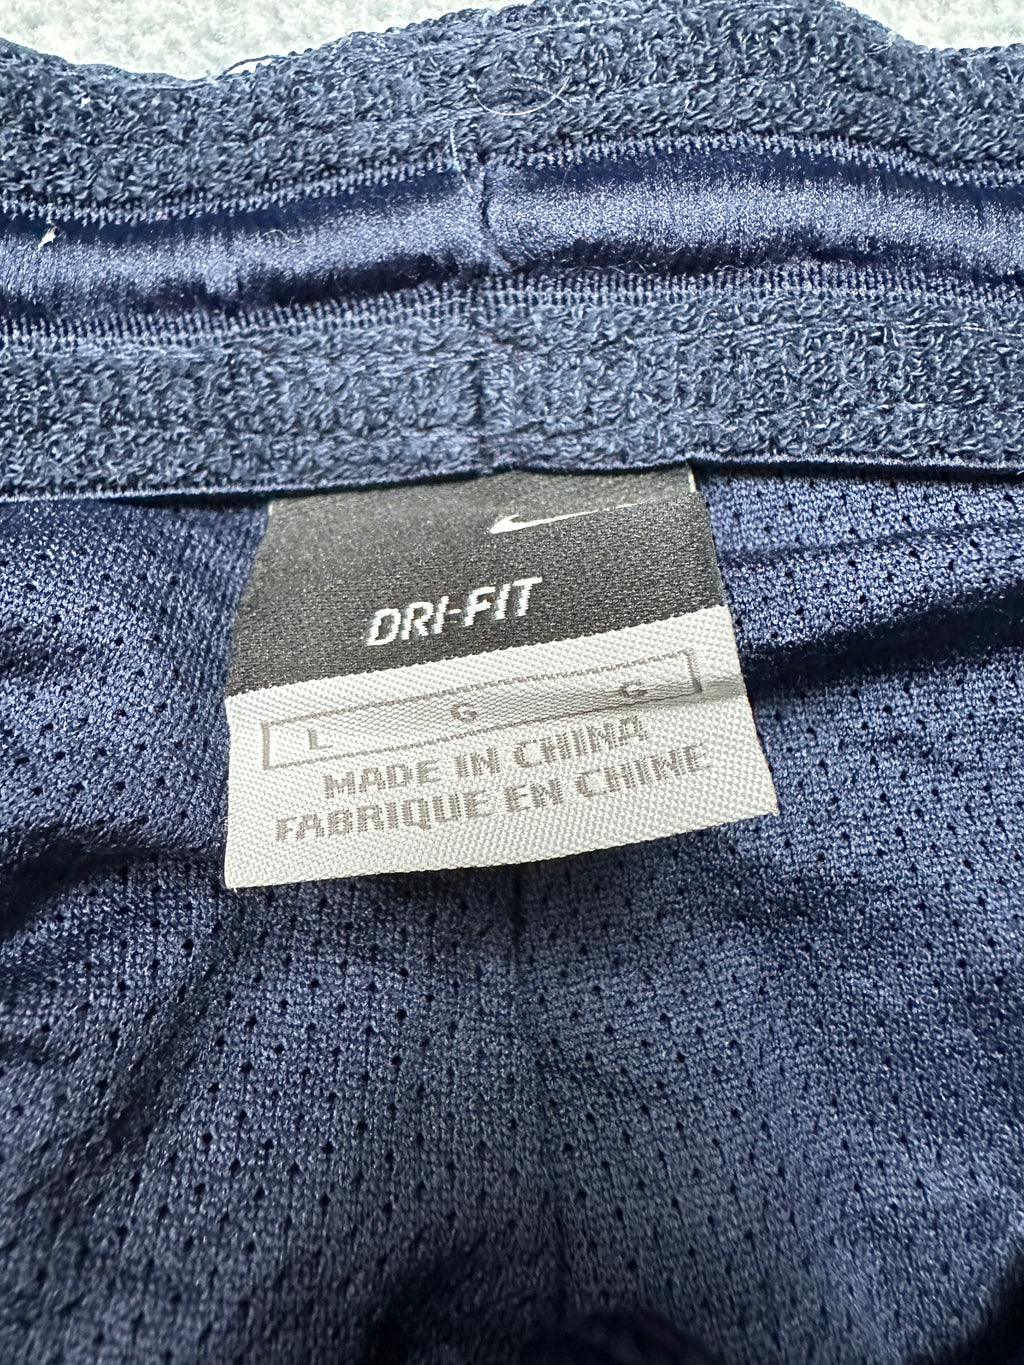 DRI-FIT
L G G
MADE IN CHINA
FABRIQUE EN CHINE